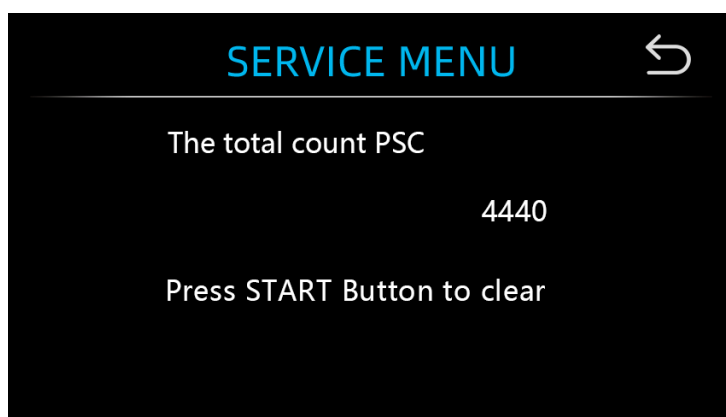 SERVICE MENU
The total count PSC
4440
Press START Button to clear